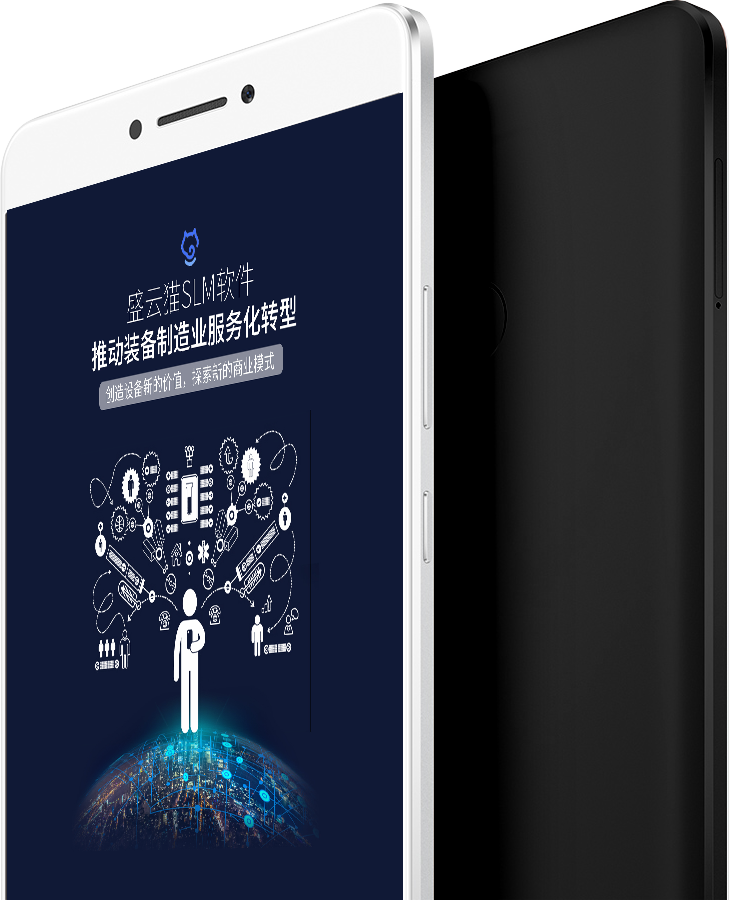 盛云猫SLM软件
推动装备制造业服务化转型
创造设备新的价值，探索新的商业模式